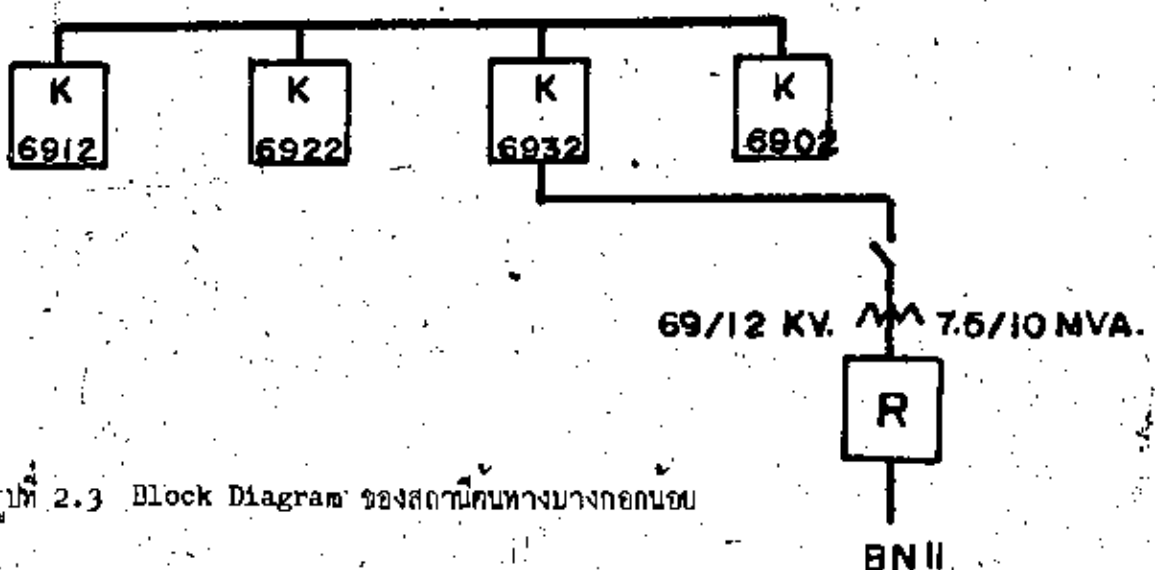 K K K K
6912 6922 6932 6902
69/12 KV. 7.5/10 MVA.
R
รูปที่ 2.3 Block Diagram ของสถานีต้นทางบางกอกน้อย
BN 11